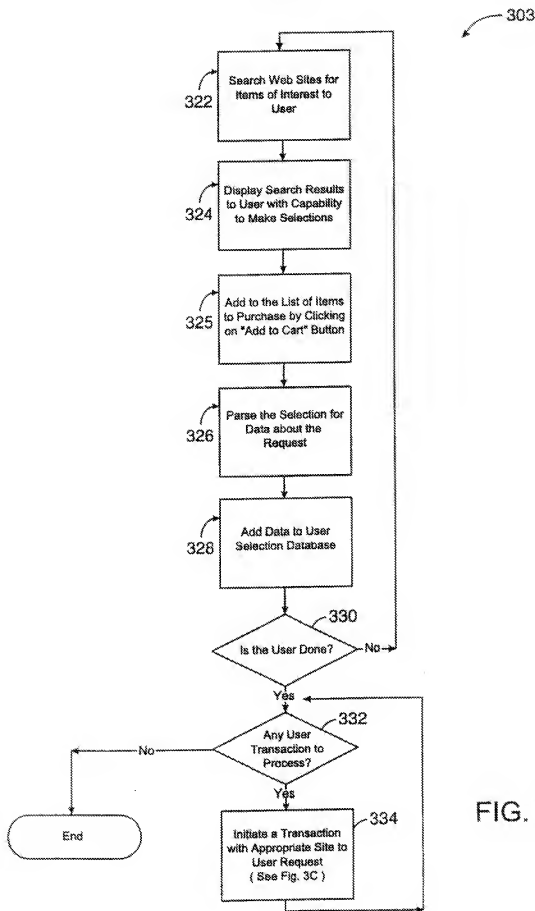 303
322
Search Web Sites for
Items of Interest to
User
324
Display Search Results
to User with Capability
to Make Selections
325
Add to the List of Items
to Purchase by Clicking
on "Add to Cart" Button
326
Parse the Selection for
Data about the
Request
328
Add Data to User
Selection Database
330
Is the User Done?
No
Yes
332
Any User
Transaction to
Process?
No
Yes
End
334
Initiate a Transaction
with Appropriate Site to
User Request
( See Fig. 3C )
FIG.